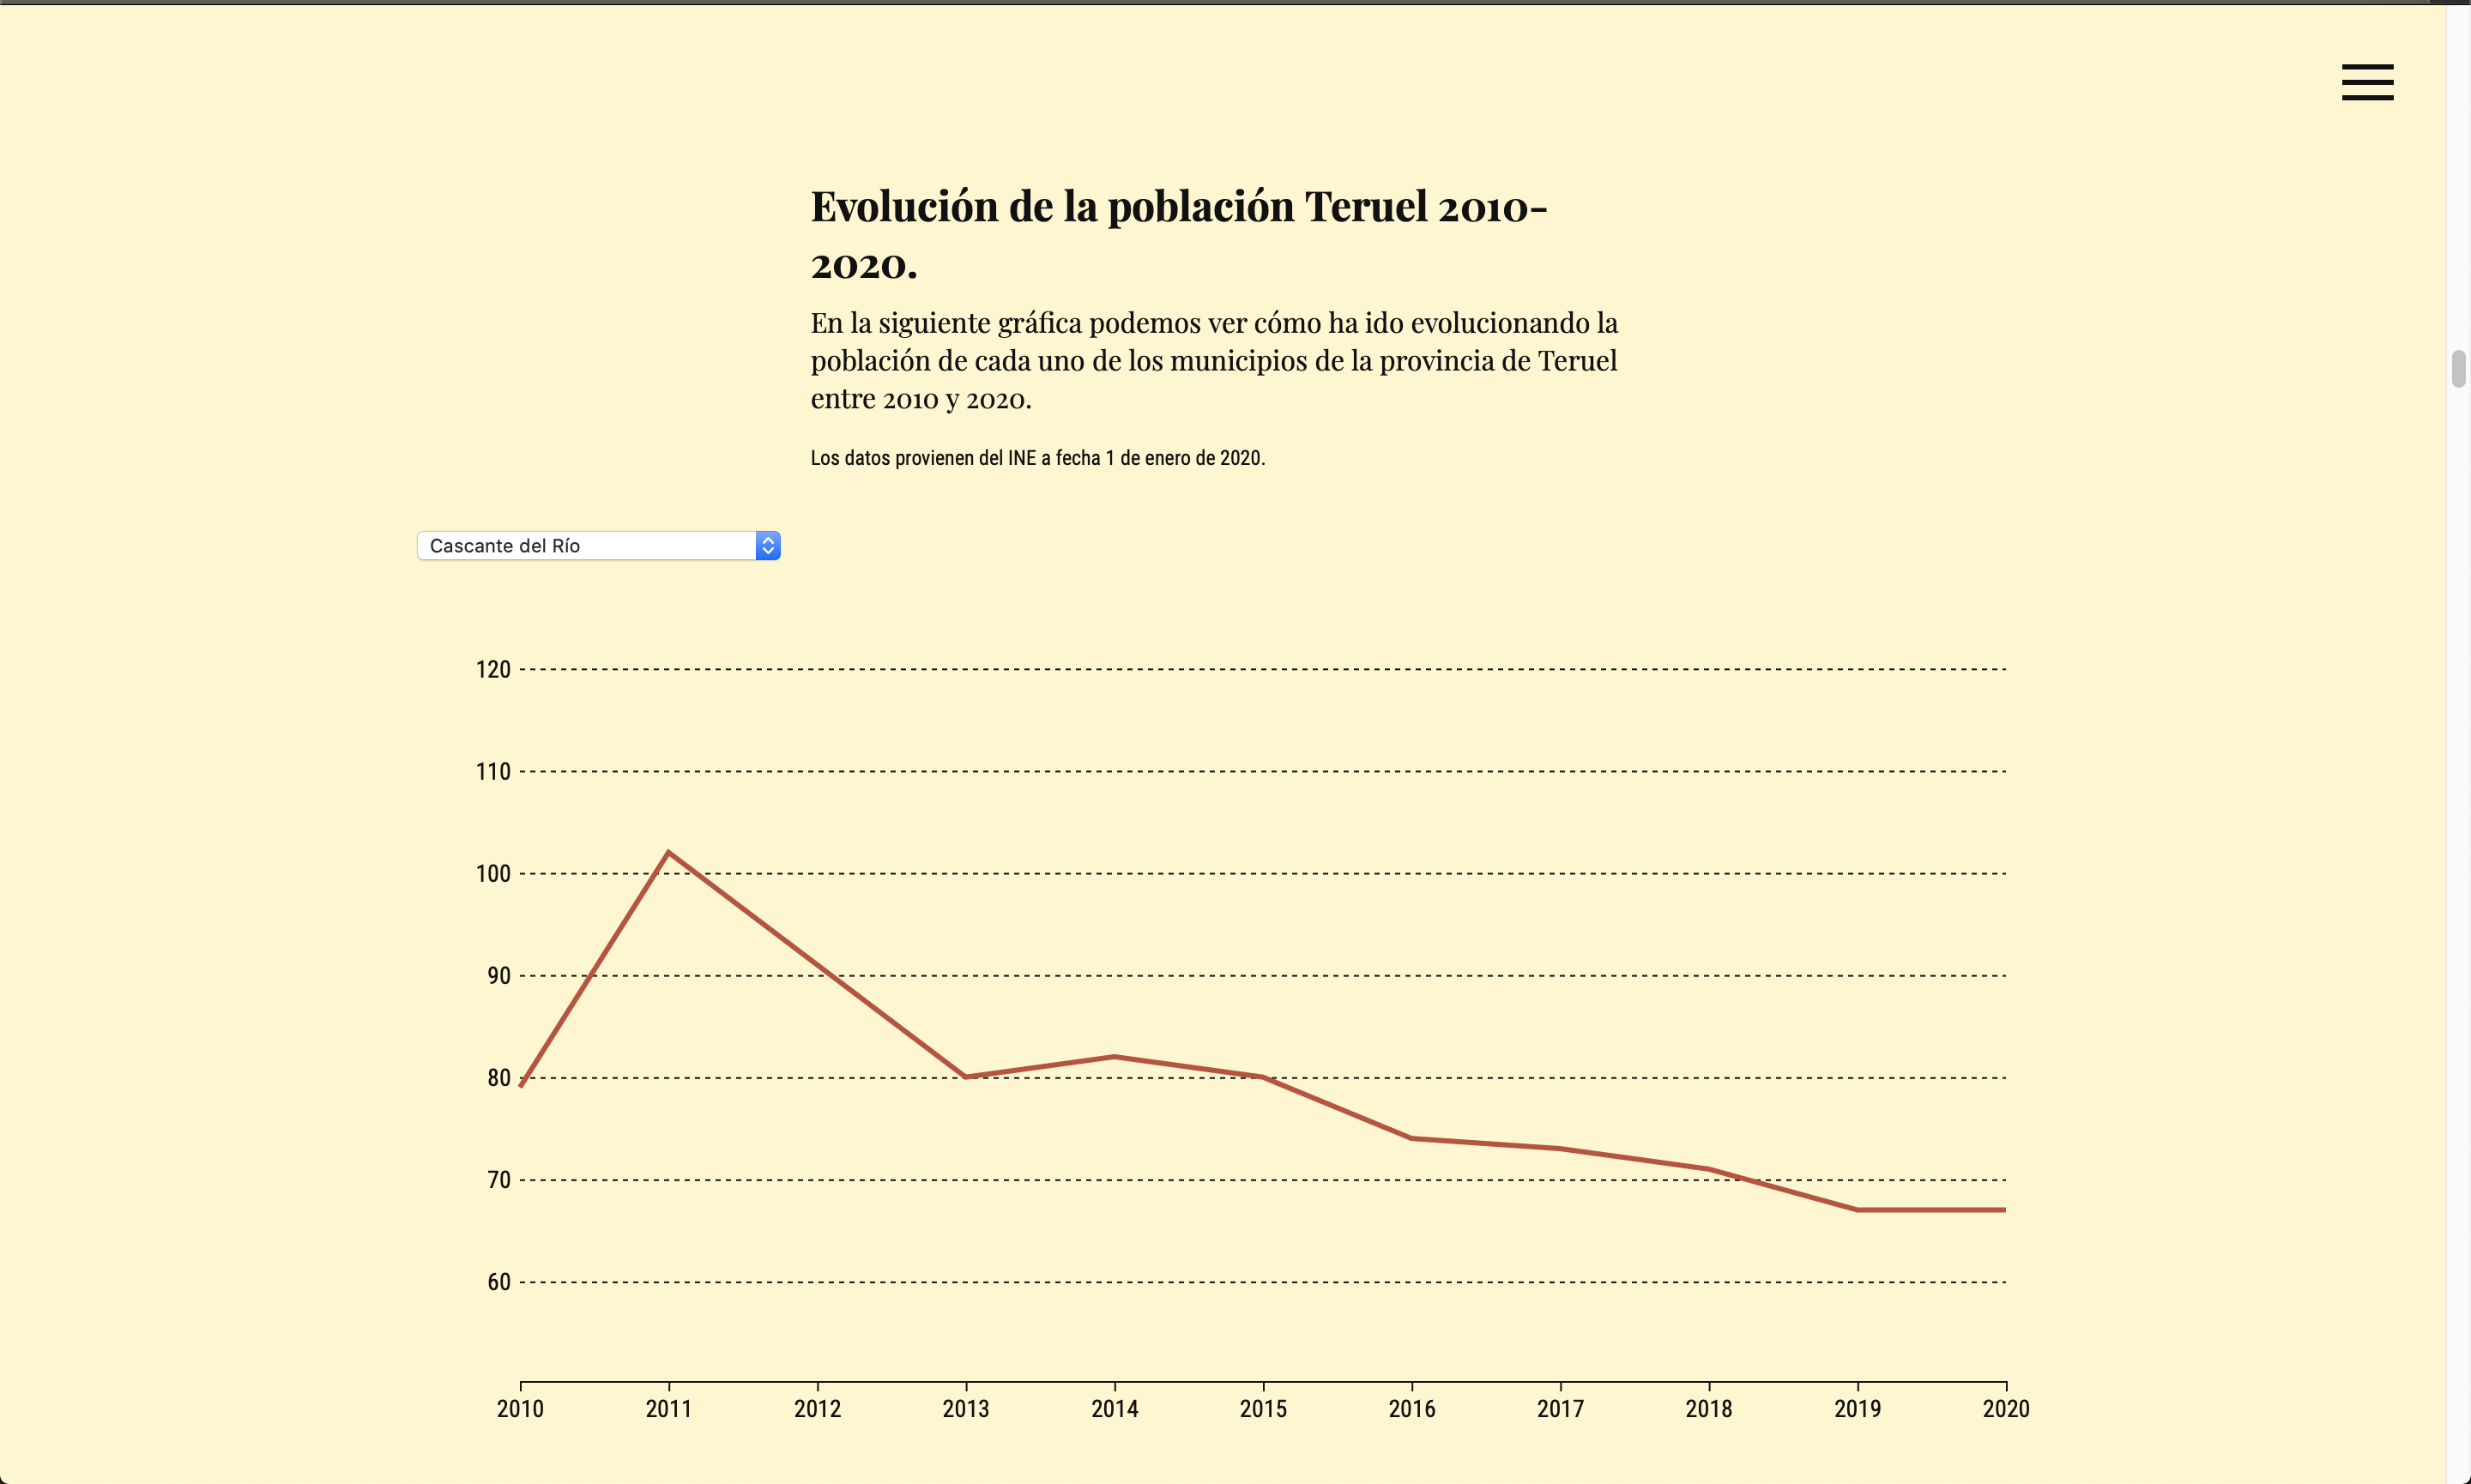 Evolución de la población Teruel 2010-
2020.
En la siguiente gráfica podemos ver cómo ha ido evolucionando la
población de cada uno de los municipios de la provincia de Teruel
entre 2010 y 2020.
Los datos provienen del INE a fecha 1 de enero de 2020.
Cascante del Río
120
110
100
90
80
70
60
2010 2011 2012 2013 2014 2015 2016 2017 2018 2019 2020